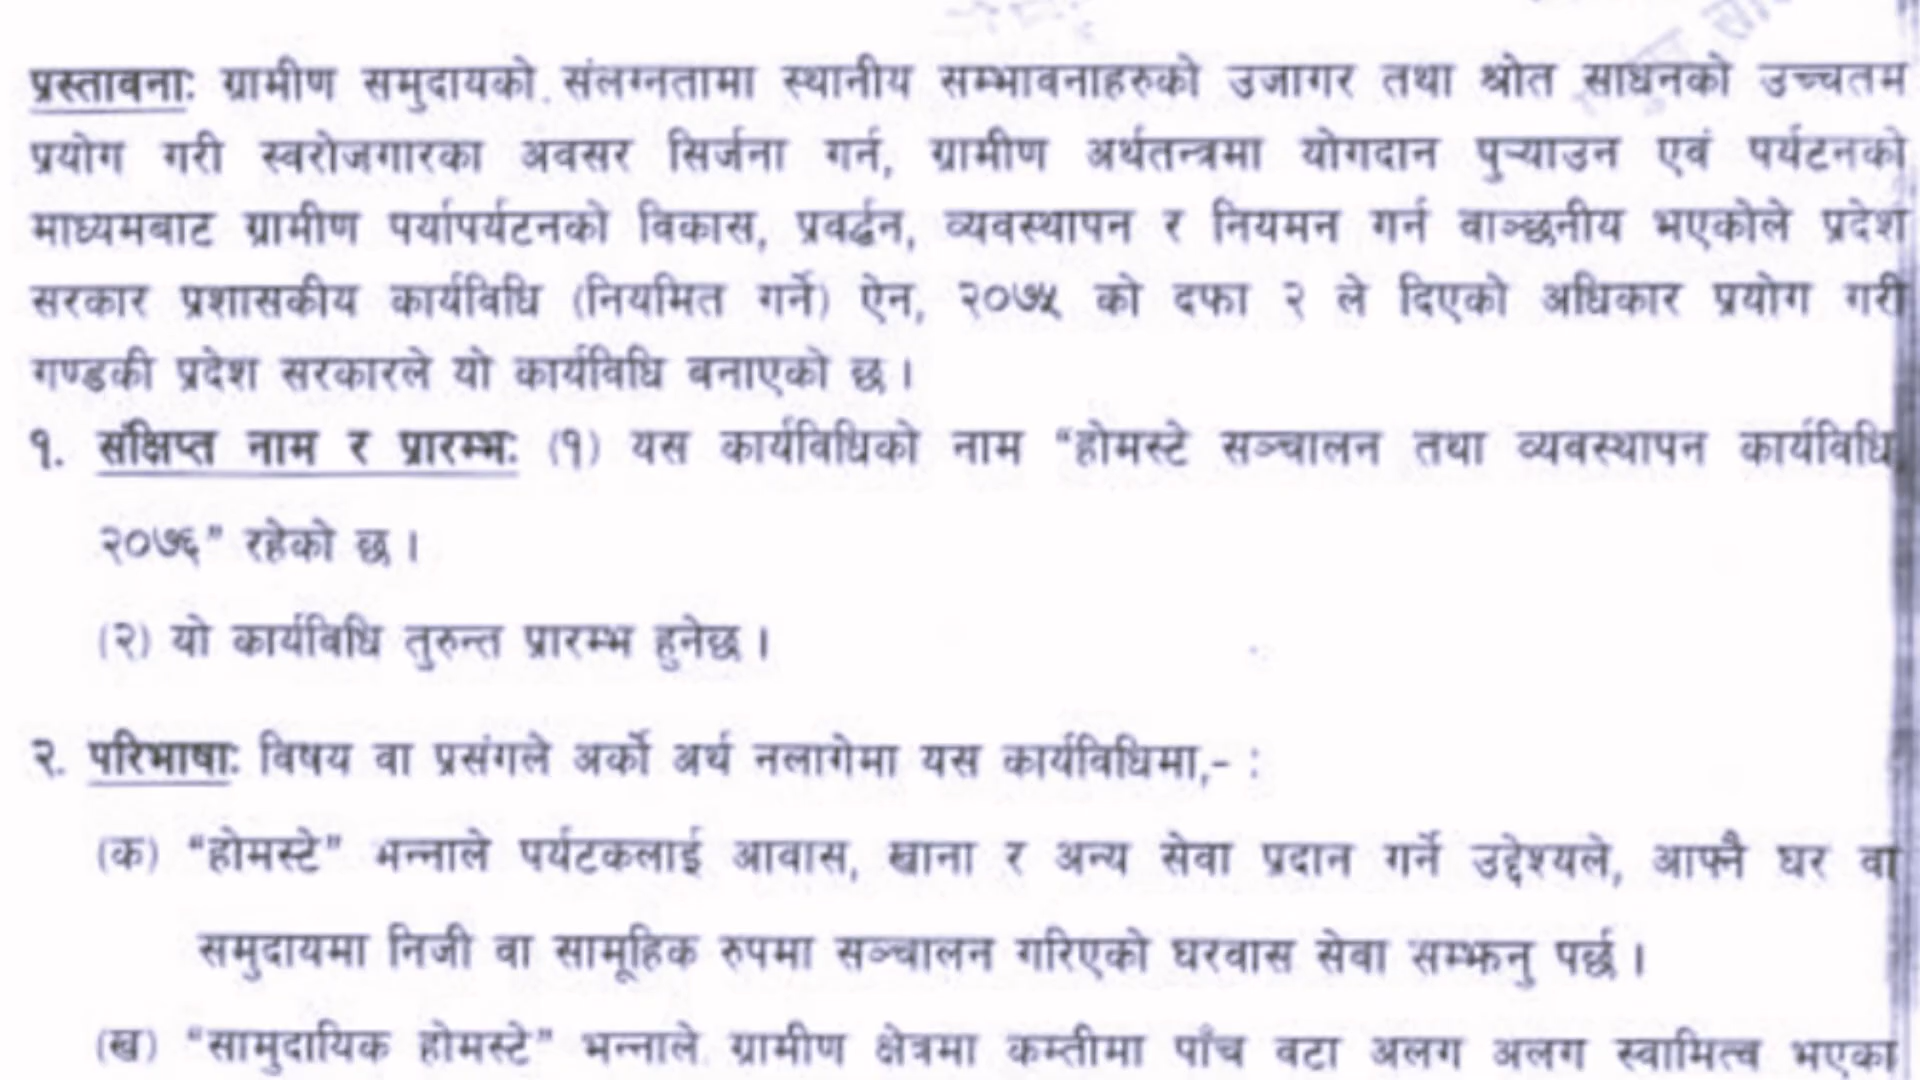 प्रस्तावनाः ग्रामीण समुदायको संलग्नतामा स्थानीय सम्भावनाहरुको उजागर तथा श्रोत साधनको उच्चतम
प्रयोग गरी स्वरोजगारका अवसर सिर्जना गर्न, ग्रामीण अर्थतन्त्रमा योगदान पुर्‍याउन एवं पर्यटनको
माध्यमबाट ग्रामीण पर्यापर्यटनको विकास, प्रवर्द्धन, व्यवस्थापन र नियमन गर्न वाञ्छनीय भएकोले प्रदेश
सरकार प्रशासकीय कार्यविधि (नियमित गर्ने) ऐन, २०७५ को दफा २ ले दिएको अधिकार प्रयोग गरी
गण्डकी प्रदेश सरकारले यो कार्यविधि बनाएको छ ।
१. संक्षिप्त नाम र प्रारम्भः (१) यस कार्यविधिको नाम “होमस्टे सञ्चालन तथा व्यवस्थापन कार्यविधि
२०७६” रहेको छ ।
(२) यो कार्यविधि तुरुन्त प्रारम्भ हुनेछ ।
२. परिभाषाः विषय वा प्रसंगले अर्को अर्थ नलागेमा यस कार्यविधिमा,- :
(क) “होमस्टे” भन्नाले पर्यटकलाई आवास, खाना र अन्य सेवा प्रदान गर्ने उद्देश्यले, आफ्नै घर वा
समुदायमा निजी वा सामूहिक रुपमा सञ्चालन गरिएको घरवास सेवा सम्झनु पर्छ ।
(ख) “सामुदायिक होमस्टे” भन्नाले ग्रामीण क्षेत्रमा कम्तीमा पाँच वटा अलग अलग स्वामित्व भएका